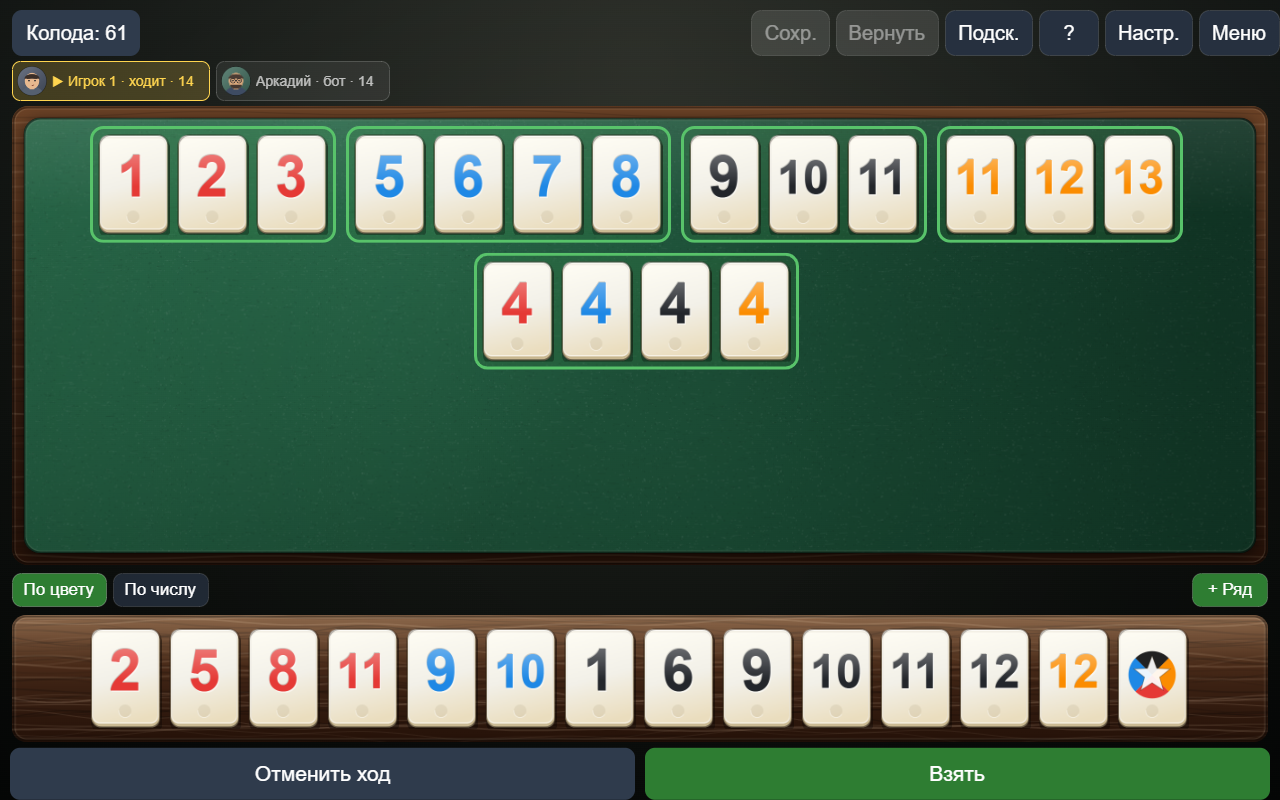 Колода: 61
Сохр. Вернуть Подск. ? Настр. Меню
▶ Игрок 1 · ходит · 14 Аркадий · бот · 14
1 2 3 5 6 7 8 9 10 11 11 12 13
4 4 4 4
По цвету По числу + Ряд
2 5 8 11 9 10 1 6 9 10 11 12 12
Отменить ход Взять